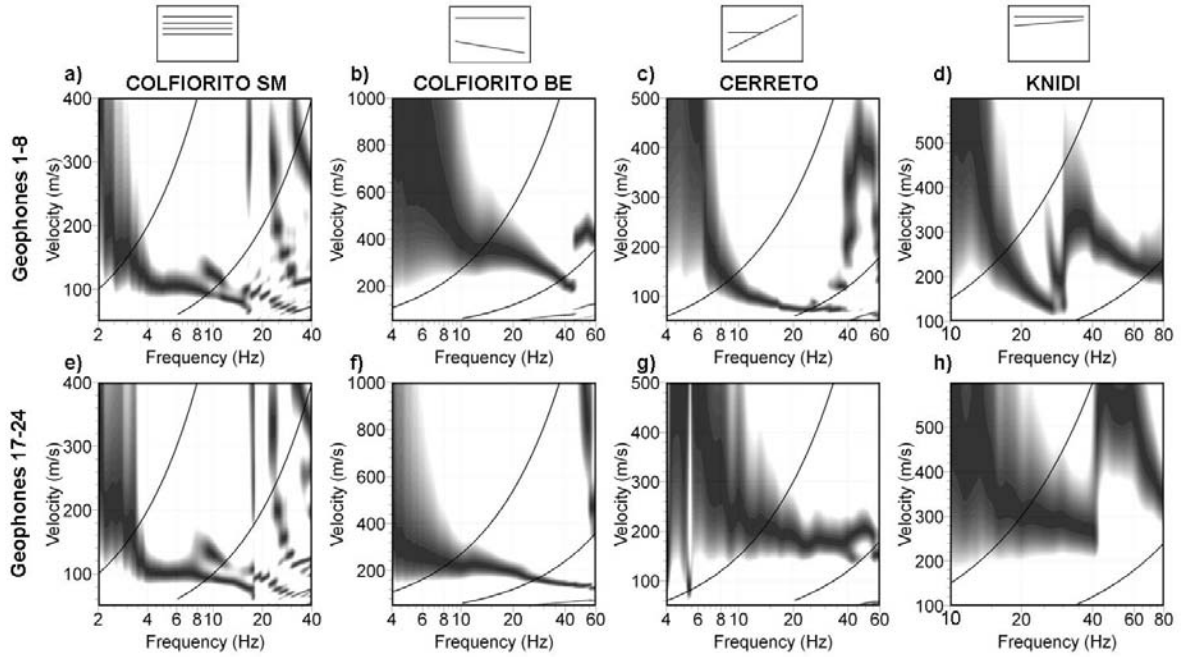 a) COLFIORITO SM
b) COLFIORITO BE
c) CERRETO
d) KNIDI
Geophones 1-8
Velocity (m/s)
400
300
200
100
2 4 6 8 10 20 40
Frequency (Hz)
Velocity (m/s)
1000
800
600
400
200
4 6 8 10 20 40 60
Frequency (Hz)
Velocity (m/s)
500
400
300
200
100
4 6 8 10 20 40 60
Frequency (Hz)
Velocity (m/s)
500
400
300
200
100
10 20 40 60 80
Frequency (Hz)
Geophones 17-24
e)
Velocity (m/s)
400
300
200
100
2 4 6 8 10 20 40
Frequency (Hz)
f)
Velocity (m/s)
1000
800
600
400
200
4 6 8 10 20 40 60
Frequency (Hz)
g)
Velocity (m/s)
500
400
300
200
100
4 6 8 10 20 40 60
Frequency (Hz)
h)
Velocity (m/s)
500
400
300
200
100
10 20 40 60 80
Frequency (Hz)